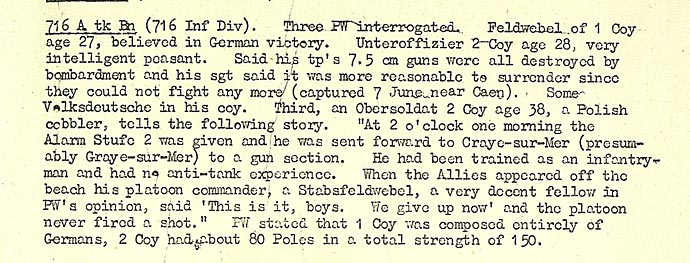 716 A tk Bn (716 Inf Div). Three PW interrogated. Feldwebel of 1 Coy
age 27, believed in German victory. Unteroffizier 2 Coy age 28, very
intelligent peasant. Said his tp's 7.5 cm guns were all destroyed by
bombardment and his sgt said it was more reasonable to surrender since
they could not fight any more (captured 7 June near Caen). Some
Volksdeutsche in his coy. Third, an Obersoldat 2 Coy age 38, a Polish
cobbler, tells the following story. "At 2 o'clock one morning the
Alarm Stufe 2 was given and he was sent forward to Craye-sur-Mer (presum-
ably Graye-sur-Mer) to a gun section. He had been trained as an infantry-
man and had no anti-tank experience. When the Allies appeared off the
beach his platoon commander, a Stabsfeldwebel, a very decent fellow in
PW's opinion, said 'This is it, boys. We give up now' and the platoon
never fired a shot." PW stated that 1 Coy was composed entirely of
Germans, 2 Coy had about 80 Poles in a total strength of 150.